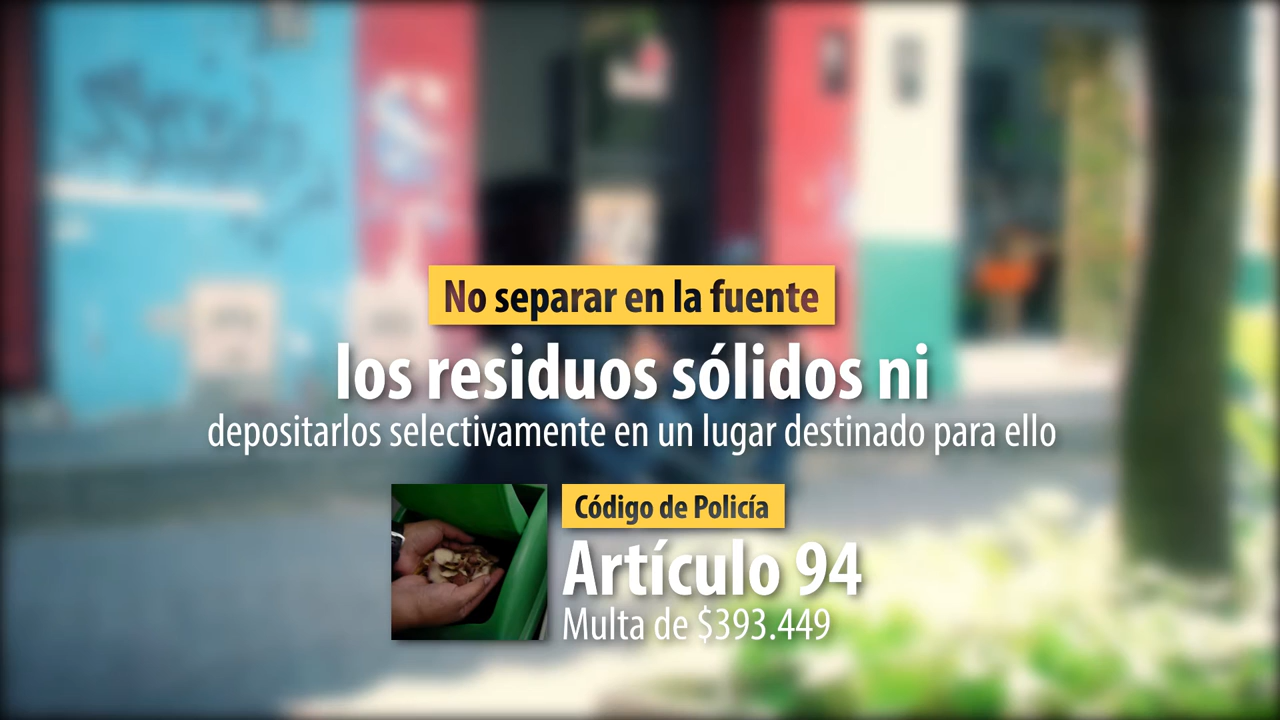 No separar en la fuente
los residuos sólidos ni
depositarlos selectivamente en un lugar destinado para ello
Código de Policía
Artículo 94
Multa de $393.449